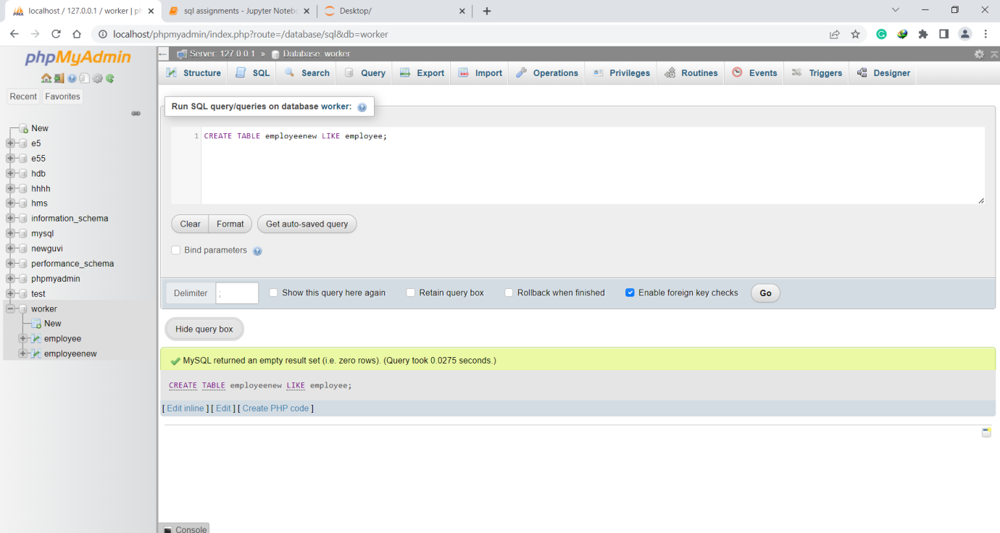 localhost / 127.0.0.1 / worker | ph
sql assignments - Jupyter Notebo
Desktop/
localhost/phpmyadmin/index.php?route=/database/sql&db=worker
phpMyAdmin
Server: 127.0.0.1 » Database: worker
Structure SQL Search Query Export Import Operations Privileges Routines Events Triggers Designer
Recent Favorites
Run SQL query/queries on database worker:
1 CREATE TABLE employeenew LIKE employee;
New
e5
e55
hdb
hhhh
hms
information_schema
mysql
newguvi
performance_schema
phpmyadmin
test
worker
New
employee
employeenew
Clear Format Get auto-saved query
Bind parameters
Delimiter ; Show this query here again Retain query box Rollback when finished Enable foreign key checks Go
Hide query box
MySQL returned an empty result set (i.e. zero rows). (Query took 0.0275 seconds.)
CREATE TABLE employeenew LIKE employee;
[ Edit inline ] [ Edit ] [ Create PHP code ]
Console